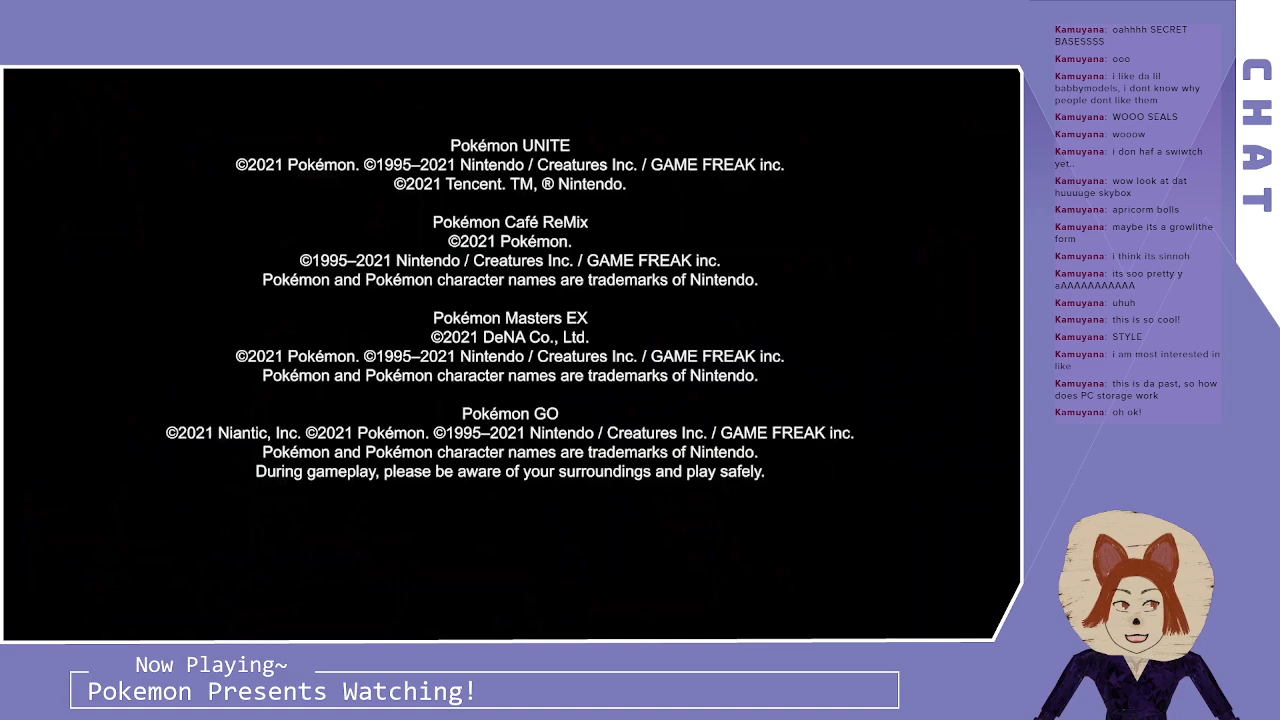 Pokémon UNITE
©2021 Pokémon. ©1995–2021 Nintendo / Creatures Inc. / GAME FREAK inc.
©2021 Tencent. TM, ® Nintendo.
Pokémon Café ReMix
©2021 Pokémon.
©1995–2021 Nintendo / Creatures Inc. / GAME FREAK inc.
Pokémon and Pokémon character names are trademarks of Nintendo.
Pokémon Masters EX
©2021 DeNA Co., Ltd.
©2021 Pokémon. ©1995–2021 Nintendo / Creatures Inc. / GAME FREAK inc.
Pokémon and Pokémon character names are trademarks of Nintendo.
Pokémon GO
©2021 Niantic, Inc. ©2021 Pokémon. ©1995–2021 Nintendo / Creatures Inc. / GAME FREAK inc.
Pokémon and Pokémon character names are trademarks of Nintendo.
During gameplay, please be aware of your surroundings and play safely.
Now Playing~
Pokemon Presents Watching!
Kamuyana: oahhhh SECRET
BASESSSS
Kamuyana: ooo
Kamuyana: i like da lil
babbymodels, i dont know why
people dont like them
Kamuyana: WOOO SEALS
Kamuyana: wooow
Kamuyana: i don haf a swiwtch
yet..
Kamuyana: wow look at dat
huuuuge skybox
Kamuyana: apricorm bolls
Kamuyana: maybe its a growlithe
form
Kamuyana: i think its sinnoh
Kamuyana: its soo pretty y
aAAAAAAAAAAA
Kamuyana: uhuh
Kamuyana: this is so cool!
Kamuyana: STYLE
Kamuyana: i am most interested in
like
Kamuyana: this is da past, so how
does PC storage work
Kamuyana: oh ok!
CHAT